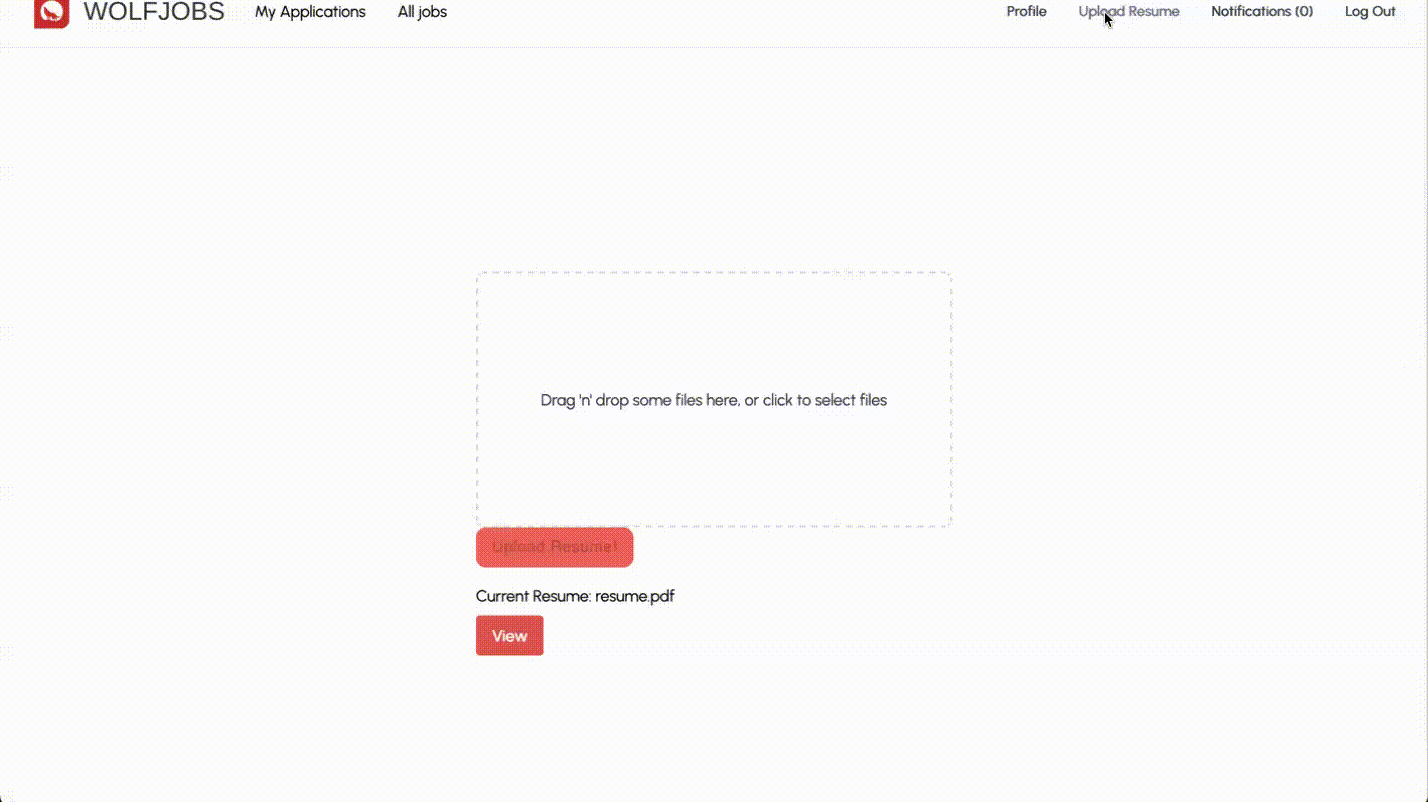 WOLFJOBS My Applications All jobs Profile Upload Resume Notifications (0) Log Out
Drag 'n' drop some files here, or click to select files
Upload Resume!
Current Resume: resume.pdf
View